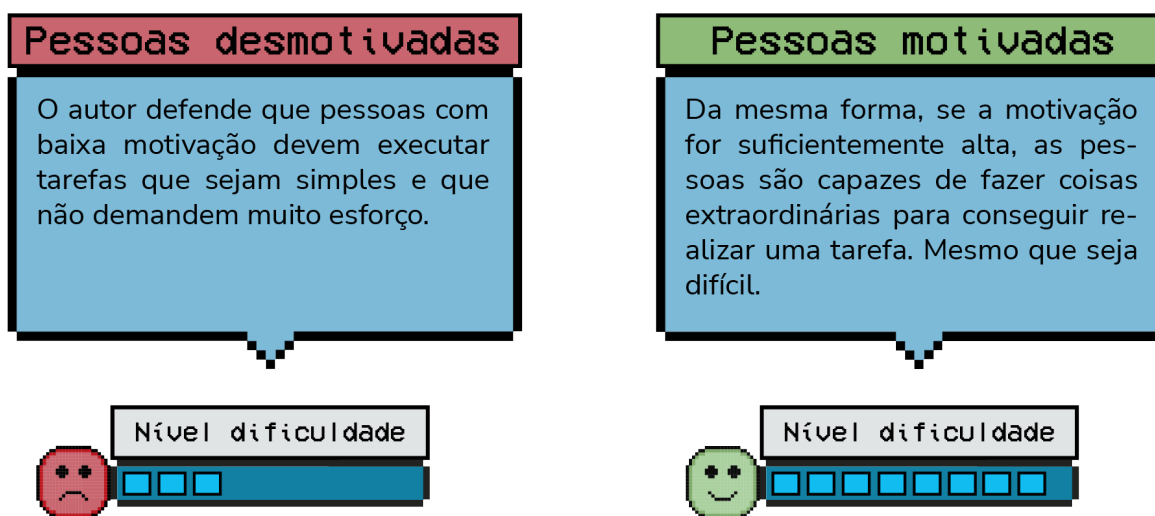 Pessoas desmotivadas
O autor defende que pessoas com
baixa motivação devem executar
tarefas que sejam simples e que
não demandem muito esforço.
Nível dificuldade
Pessoas motivadas
Da mesma forma, se a motivação
for suficientemente alta, as pes-
soas são capazes de fazer coisas
extraordinárias para conseguir re-
alizar uma tarefa. Mesmo que seja
difícil.
Nível dificuldade